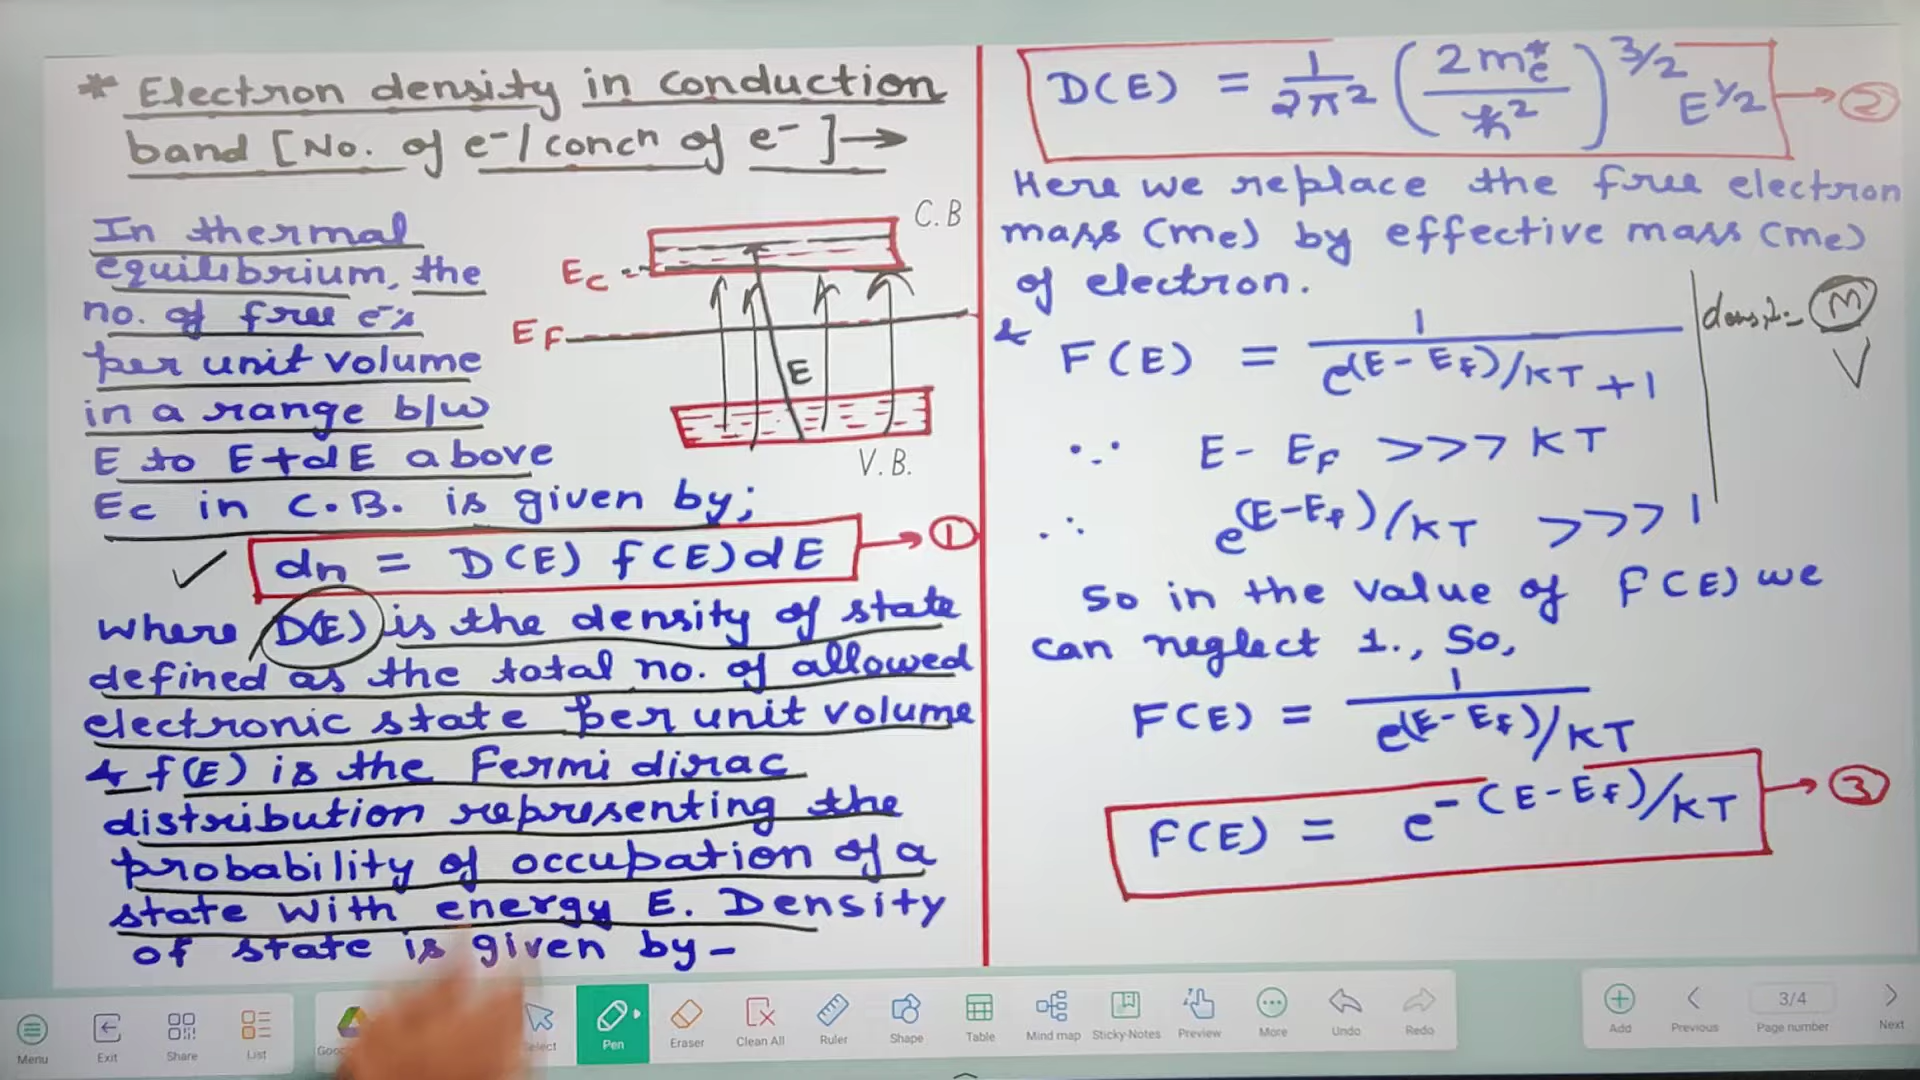 * Electron density in conduction
band [No. of e⁻/concn of e⁻]→
In thermal
equilibrium, the
no. of free e⁻s
per unit volume
in a range b/w
E to E+dE above
Ec in C.B. is given by;
C.B
Ec
EF
E
V.B.
dn = D(E) f(E)dE → ①
where D(E) is the density of state
defined as the total no. of allowed
electronic state per unit volume
& f(E) is the Fermi dirac
distribution representing the
probability of occupation of a
state with energy E. Density
of state is given by-
D(E) = 1/2π² (2me*/ħ²)^3/2 E^1/2 → ②
Here we replace the free electron
mass (me) by effective mass (me)
of electron.
& F(E) = 1/e(E-Ef)/KT +1
density = M/V
∵ E - EF >>> KT
∴ e(E-Ef)/KT >>> 1
So in the value of F(E) we
can neglect 1., So,
F(E) = 1/e(E-Ef)/KT
F(E) = e^-(E-Ef)/KT → ③
Menu
Exit
Share
List
Select
Pen
Eraser
Clean All
Ruler
Shape
Table
Mind map
Sticky-Notes
Preview
More
Undo
Redo
Add
Previous
3/4
Page number
Next